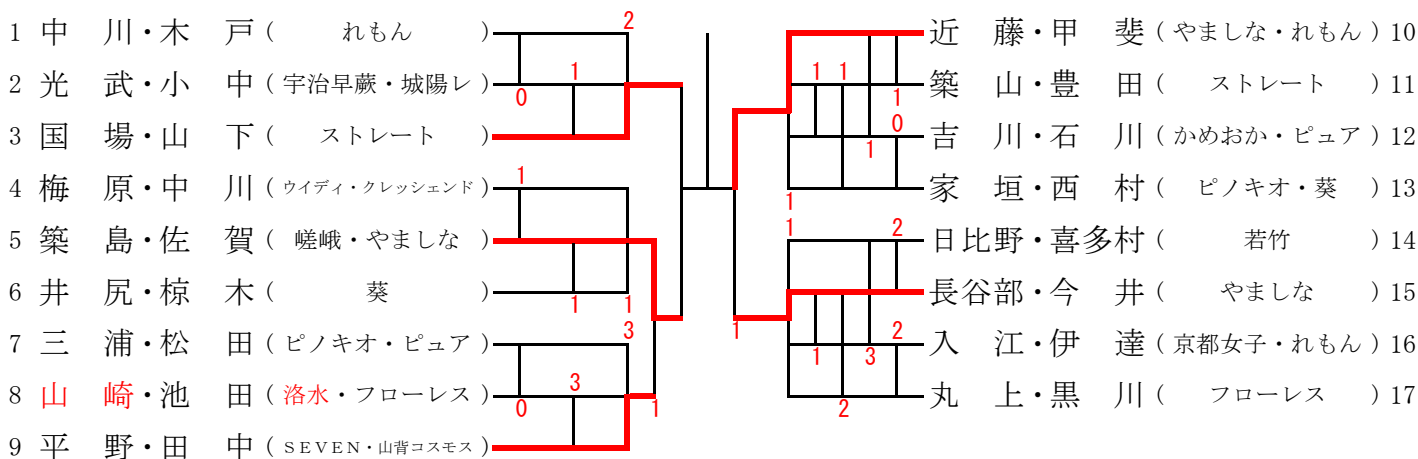 1 中 川・木 戸 ( れもん )
2 光 武・小 中 ( 宇治早蕨・城陽レ )
3 国 場・山 下 ( ストレート )
4 梅 原・中 川 ( ウイディ・クレッシェンド )
5 築 島・佐 賀 ( 嵯峨・やましな )
6 井 尻・椋 木 ( 葵 )
7 三 浦・松 田 ( ピノキオ・ピュア )
8 山 崎・池 田 ( 洛水・フローレス )
9 平 野・田 中 ( SEVEN・山背コスモス )
2
1
0
1
1 1
3
3
0 1
近 藤・甲 斐 ( やましな・れもん ) 10
築 山・豊 田 ( ストレート ) 11
吉 川・石 川 ( かめおか・ピュア ) 12
家 垣・西 村 ( ピノキオ・葵 ) 13
日比野・喜多村 ( 若竹 ) 14
長谷部・今 井 ( やましな ) 15
入 江・伊 達 ( 京都女子・れもん ) 16
丸 上・黒 川 ( フローレス ) 17
1 1
1
0
1
1
1 2
1 2
1 3
2